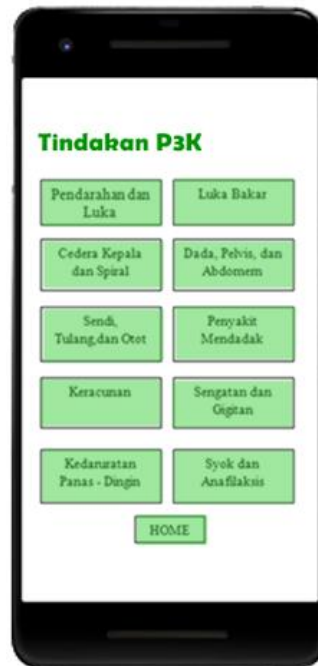 Tindakan P3K
Pendarahan dan
Luka
Luka Bakar
Cedera Kepala
dan Spiral
Dada, Pelvis, dan
Abdomem
Sendi,
Tulang,dan Otot
Penyakit
Mendadak
Keracunan
Sengatan dan
Gigitan
Kedaruratan
Panas - Dingin
Syok dan
Anafilaksis
HOME